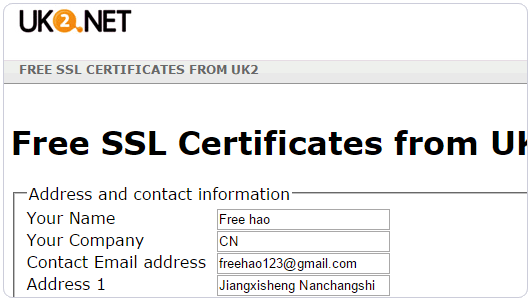 UK2.NET
FREE SSL CERTIFICATES FROM UK2
Free SSL Certificates from UK
Address and contact information
Your Name Free hao
Your Company CN
Contact Email address freehao123@gmail.com
Address 1 Jiangxisheng Nanchangshi